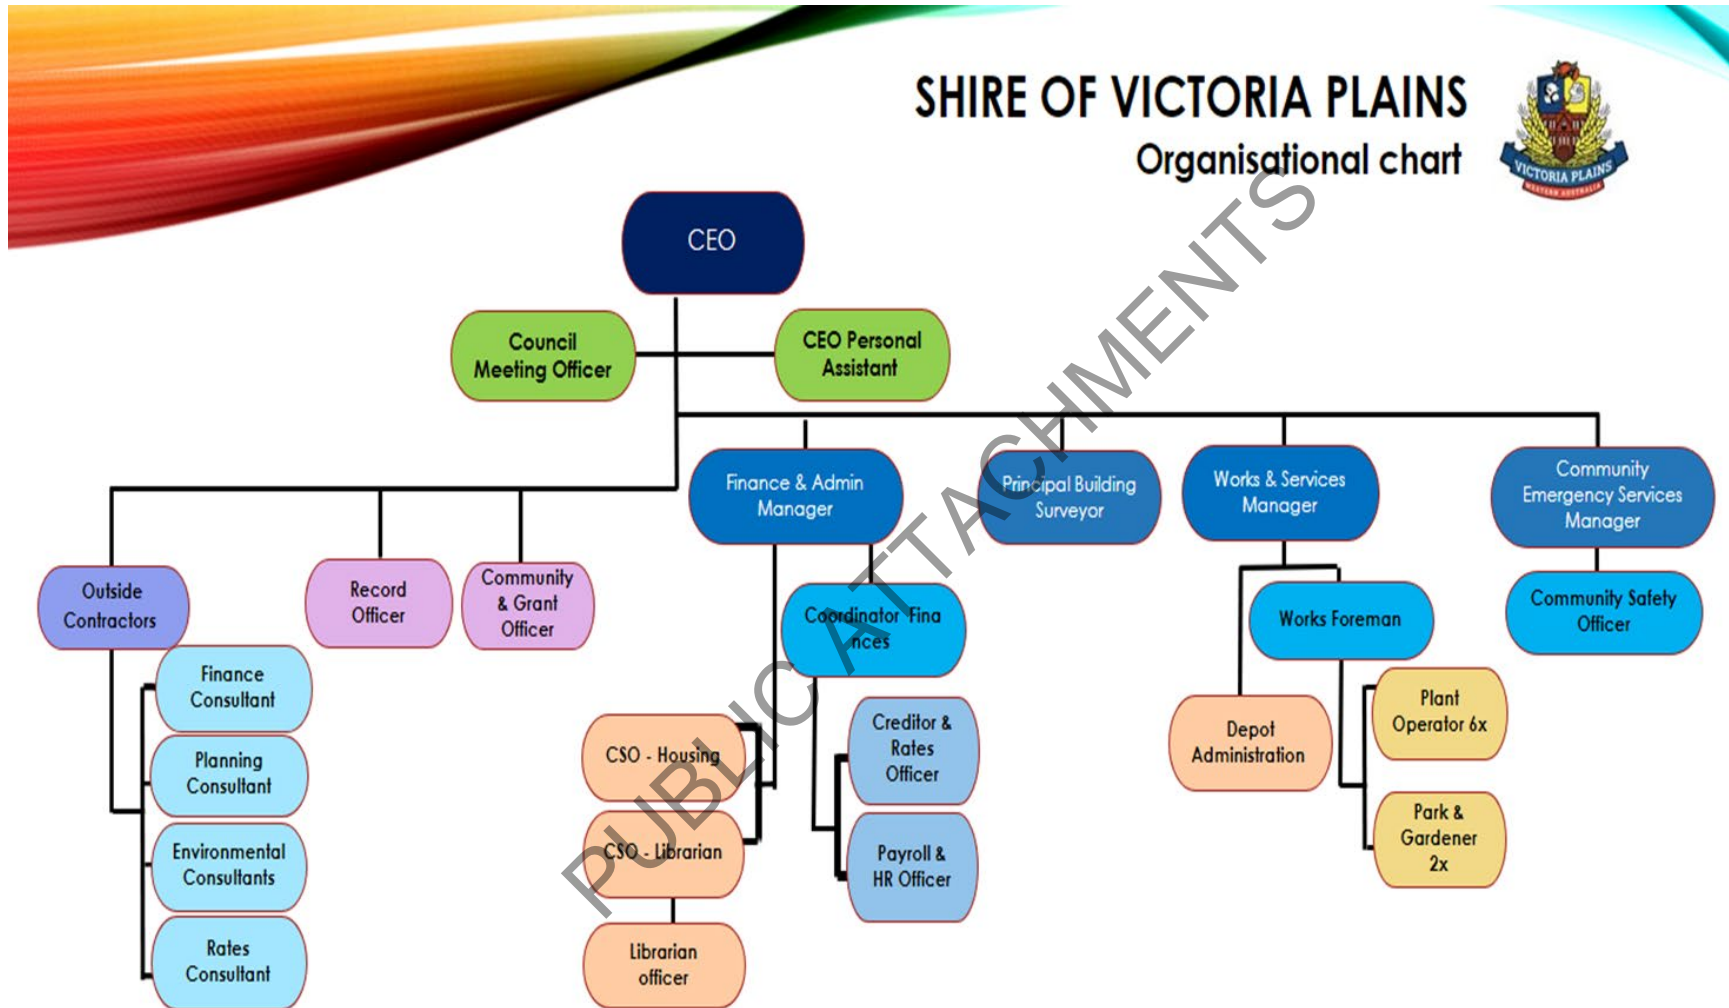 SHIRE OF VICTORIA PLAINS
Organisational chart
VICTORIA PLAINS
WESTERN AUSTRALIA
CEO
Council
Meeting Officer
CEO Personal
Assistant
Finance & Admin
Manager
Principal Building
Surveyor
Works & Services
Manager
Community
Emergency Services
Manager
Outside
Contractors
Record
Officer
Community
& Grant
Officer
Coordinator Fina
nces
Works Foreman
Community Safety
Officer
Finance
Consultant
Planning
Consultant
Environmental
Consultants
Rates
Consultant
CSO - Housing
CSO - Librarian
Librarian
officer
Creditor &
Rates
Officer
Payroll &
HR Officer
Depot
Administration
Plant
Operator 6x
Park &
Gardener
2x
PUBLIC ATTACHMENTS